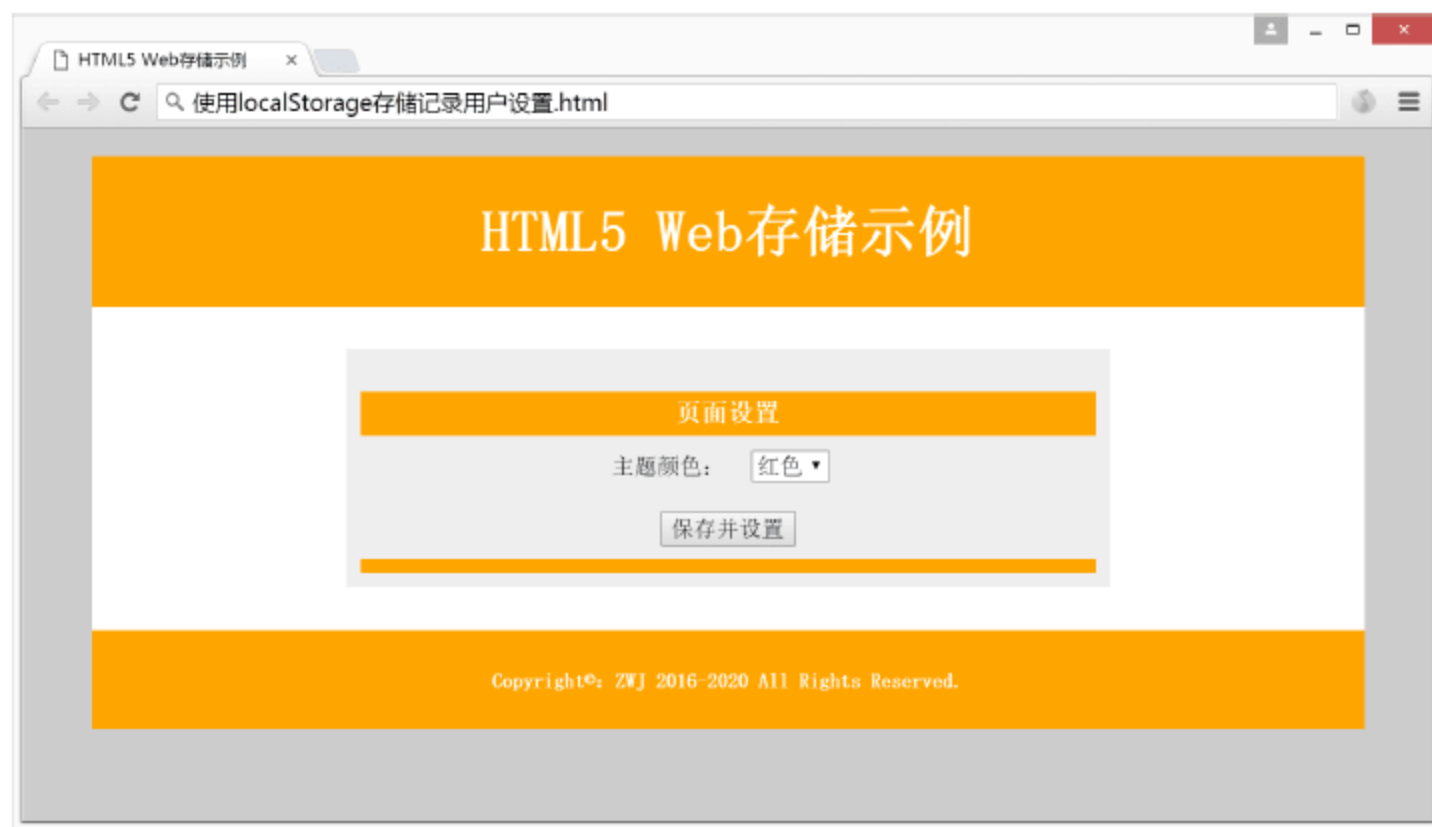 HTML5 Web存储示例
使用localStorage存储记录用户设置.html
HTML5 Web存储示例
页面设置
主题颜色： 红色
保存并设置
Copyright©: ZWJ 2016-2020 All Rights Reserved.